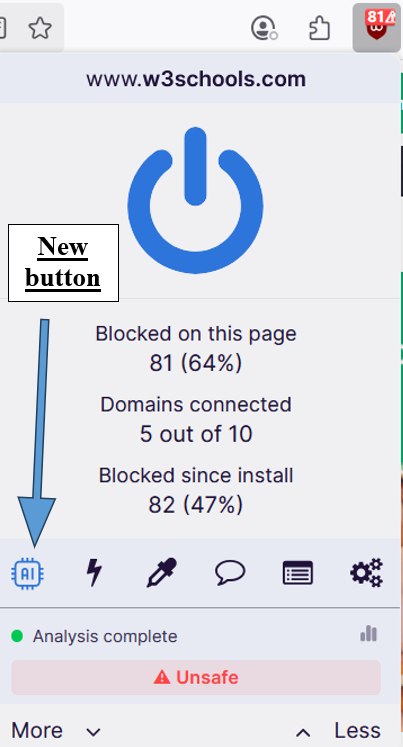 81
www.w3schools.com
New
button
Blocked on this page
81 (64%)
Domains connected
5 out of 10
Blocked since install
82 (47%)
AI
Analysis complete
Unsafe
More
Less